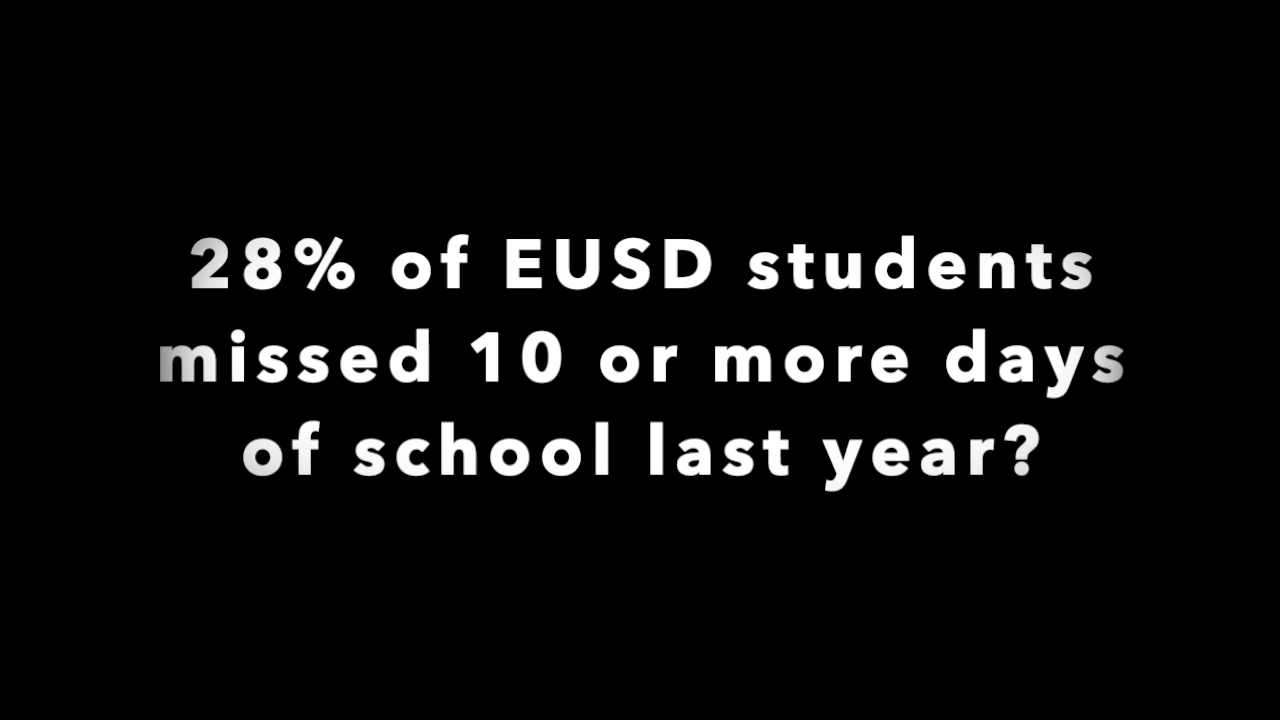 28% of EUSD students
missed 10 or more days
of school last year?